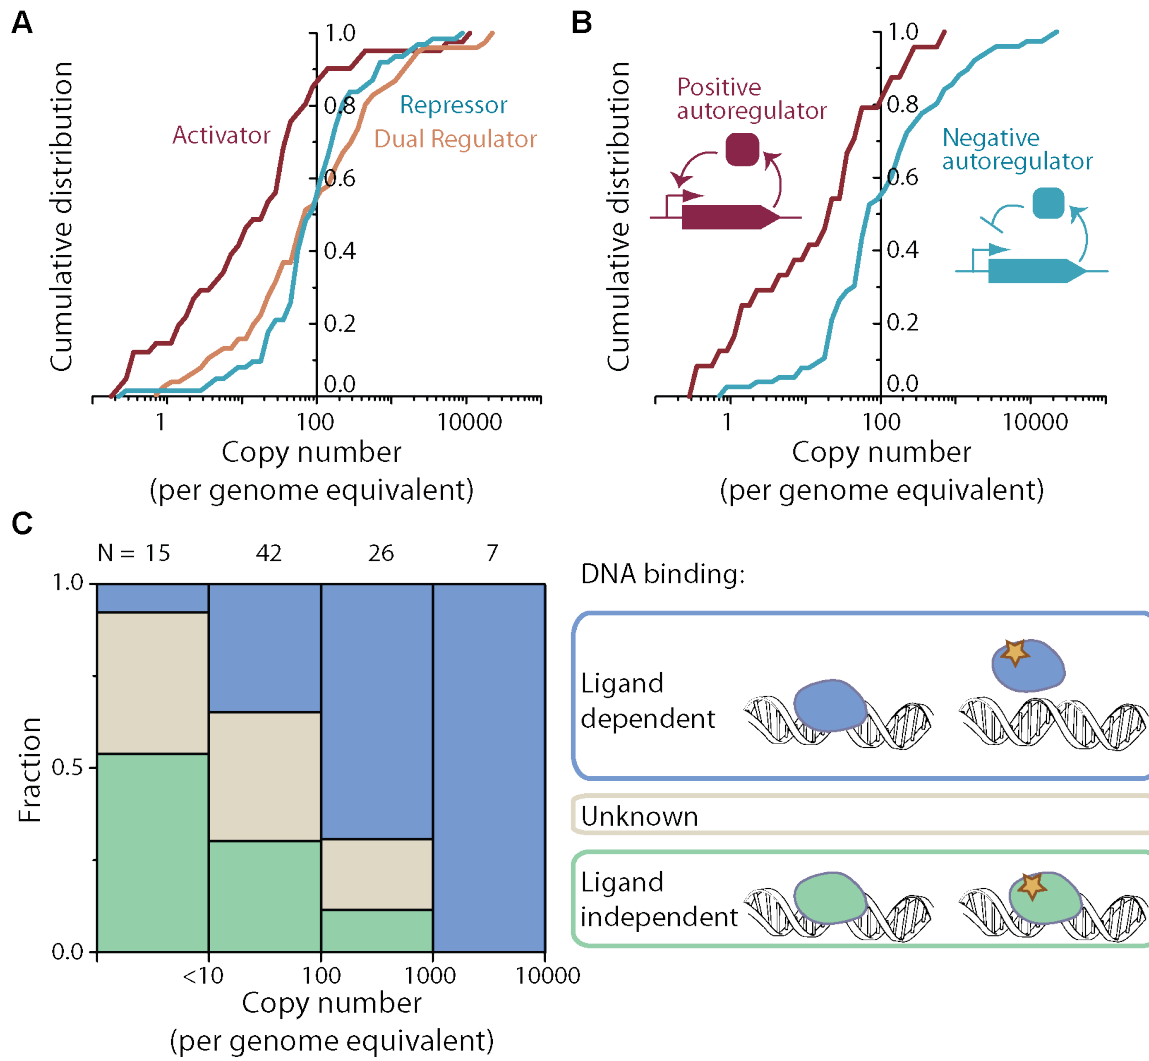 A
Cumulative distribution
1.0
0.8
0.6
0.4
0.2
0.0
Activator
Repressor
Dual Regulator
1
100
10000
Copy number
(per genome equivalent)
B
Cumulative distribution
1.0
0.8
0.6
0.4
0.2
0.0
Positive
autoregulator
Negative
autoregulator
1
100
10000
Copy number
(per genome equivalent)
C
N = 15
42
26
7
Fraction
1.0
0.5
0.0
<10
100
1000
10000
Copy number
(per genome equivalent)
DNA binding:
Ligand
dependent
Unknown
Ligand
independent